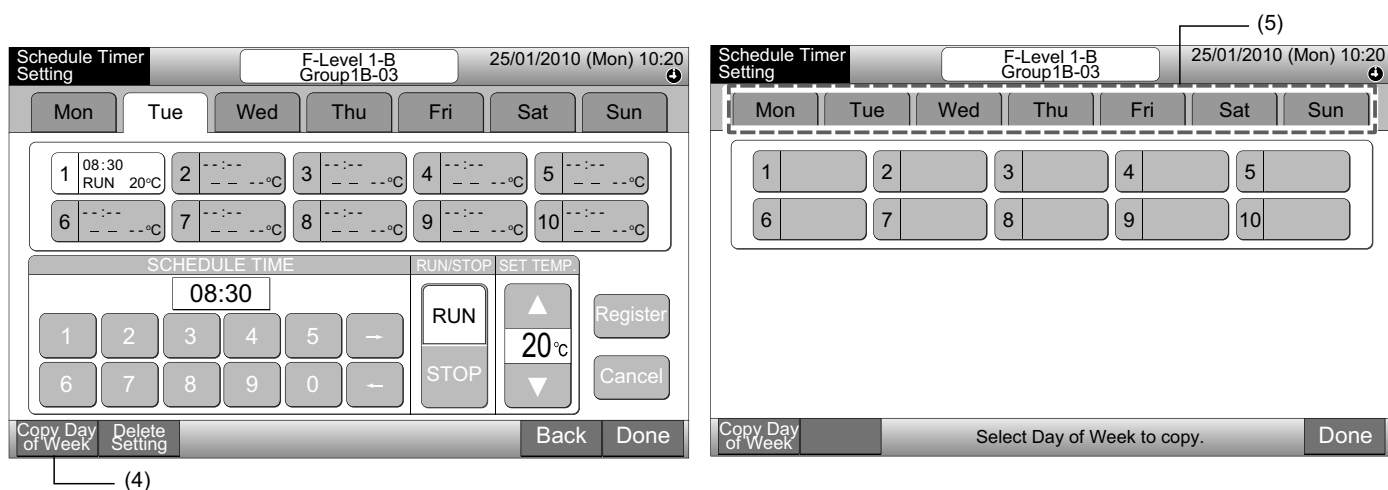 (5)
Schedule Timer
Setting
F-Level 1-B
Group1B-03
25/01/2010 (Mon) 10:20
Mon Tue Wed Thu Fri Sat Sun
1 08:30 RUN 20°C
2 --:-- – – --°C
3 --:-- – – --°C
4 --:-- – – --°C
5 --:-- – – --°C
6 --:-- – – --°C
7 --:-- – – --°C
8 --:-- – – --°C
9 --:-- – – --°C
10 --:-- – – --°C
SCHEDULE TIME RUN/STOP SET TEMP.
08:30
1 2 3 4 5 →
6 7 8 9 0 ←
RUN
STOP
▲
20°C
▼
Register
Cancel
Copy Day
of Week
Delete
Setting
Back Done
(4)
Schedule Timer
Setting
F-Level 1-B
Group1B-03
25/01/2010 (Mon) 10:20
Mon Tue Wed Thu Fri Sat Sun
1 2 3 4 5
6 7 8 9 10
Copy Day
of Week
Select Day of Week to copy.
Done